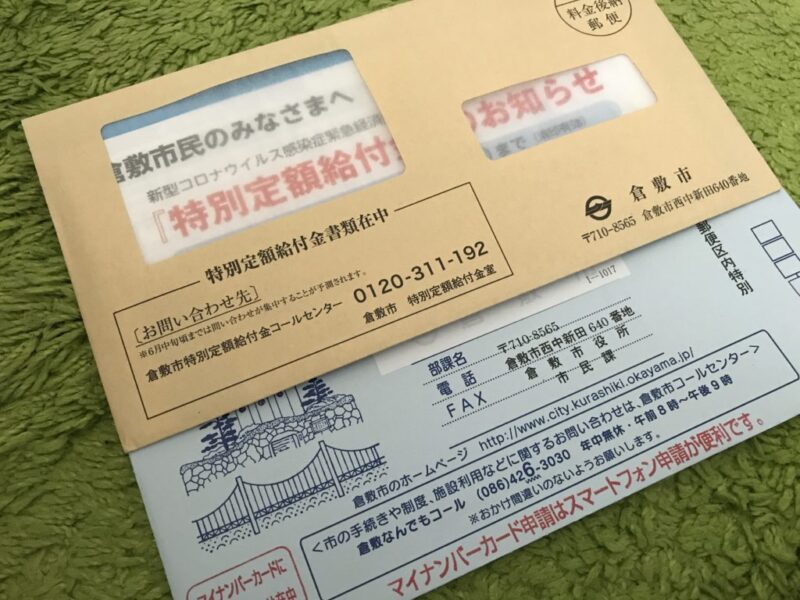 料金後納
郵便
倉敷市民のみなさまへ
新型コロナウイルス感染症緊急経済
『特別定額給付金
のお知らせ
まで
倉敷市
〒710-8565 倉敷市西中新田640番地
特別定額給付金書類在中
[お問い合わせ先]
※6月中旬頃までは問い合わせが集中することが予測されます。
倉敷市特別定額給付金コールセンター 0120-311-192
倉敷市 特別定額給付金室
郵便区内特別
1-1017
〒710-8565
倉敷市西中新田640番地
部課名 倉敷市役所
電話 市民課
FAX
倉敷市のホームページ http://www.city.kurashiki.okayama.jp/
<市の手続きや制度、施設利用などに関するお問い合わせは、倉敷市コールセンター>
倉敷なんでもコール (086)426-3030 年中無休・午前8時~午後9時
※おかけ間違いのないようお願いします。
マイナンバーカード申請はスマートフォン申請が便利です。
マイナンバーカードに